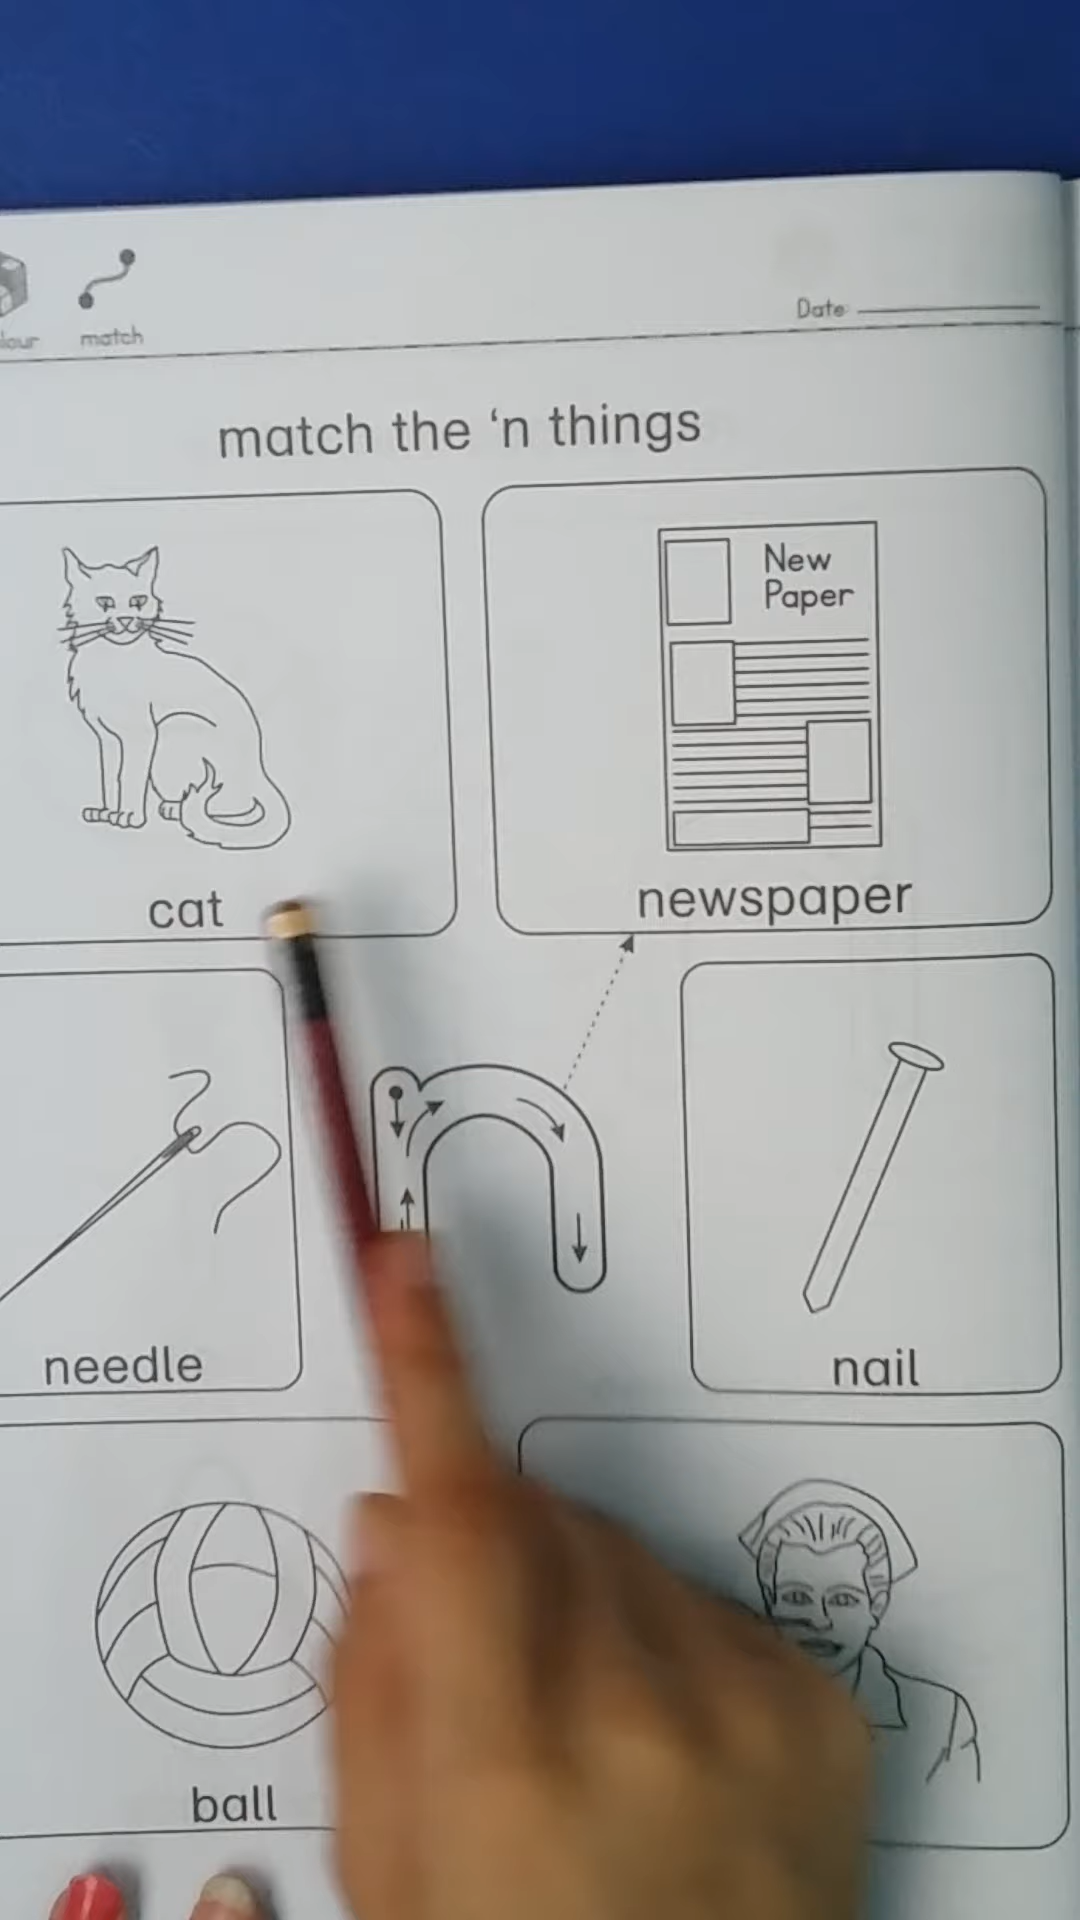 lour
match
Date
match the ‘n things
New
Paper
cat
newspaper
n
needle
nail
ball